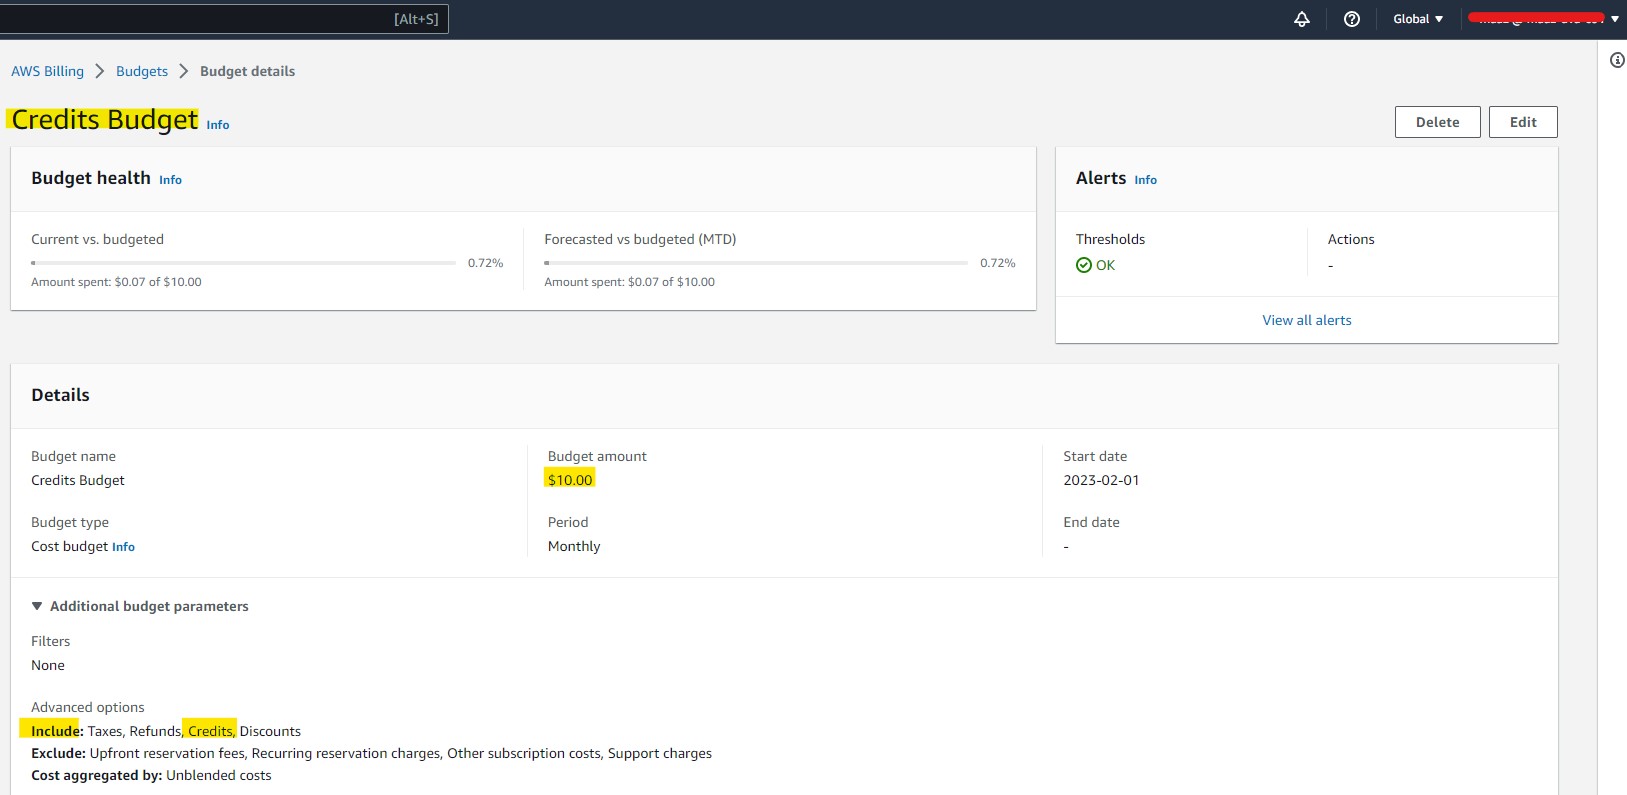 [Alt+S]
Global
AWS Billing > Budgets > Budget details
Credits Budget Info
Delete
Edit
Budget health Info
Current vs. budgeted
0.72%
Amount spent: $0.07 of $10.00
Forecasted vs budgeted (MTD)
0.72%
Amount spent: $0.07 of $10.00
Alerts Info
Thresholds
OK
Actions
-
View all alerts
Details
Budget name
Credits Budget
Budget type
Cost budget Info
Budget amount
$10.00
Period
Monthly
Start date
2023-02-01
End date
-
Additional budget parameters
Filters
None
Advanced options
Include: Taxes, Refunds, Credits, Discounts
Exclude: Upfront reservation fees, Recurring reservation charges, Other subscription costs, Support charges
Cost aggregated by: Unblended costs